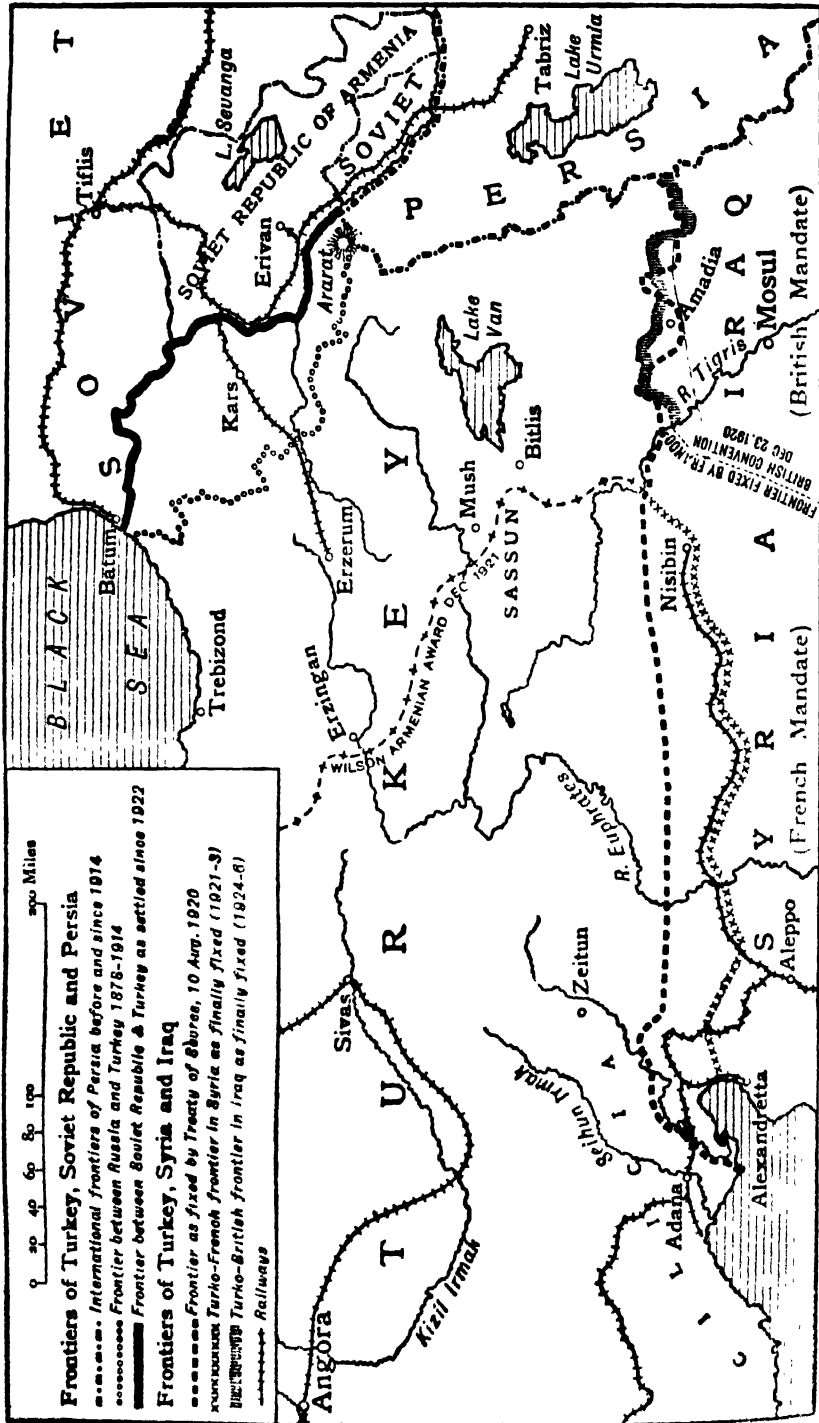 0 20 40 60 80 100 200 Miles
Frontiers of Turkey, Soviet Republic and Persia
International frontiers of Persia before and since 1914
Frontier between Russia and Turkey 1878-1914
Frontier between Soviet Republic & Turkey as settled since 1922
Frontiers of Turkey, Syria and Iraq
Frontier as fixed by Treaty of Sèvres, 10 Aug. 1920
Turko-French frontier in Syria as finally fixed (1921-3)
Turko-British frontier in Iraq as finally fixed (1924-6)
Railways
BLACK
SEA
SOVIET
Batum
Tiflis
L. Sevanga
SOVIET REPUBLIC OF ARMENIA
SOVIET
Trebizond
Kars
Erivan
Ararat
Erzingan
Erzerum
Tabriz
Lake
Urmia
PERSIA
Angora
Sivas
Kizil Irmak
TURKEY
WILSON ARMENIAN AWARD DEC 1921
Mush
Bitlis
Lake
Van
SASSUN
Zeitun
Seihun Irmak
R. Euphrates
CILICIA
Adana
Alexandretta
Aleppo
Nisibin
SYRIA
(French Mandate)
FRONTIER FIXED BY FRANCO
BRITISH CONVENTION
DEC 23.1920
R. Tigris
Amadia
Mosul
IRAQ
(British Mandate)